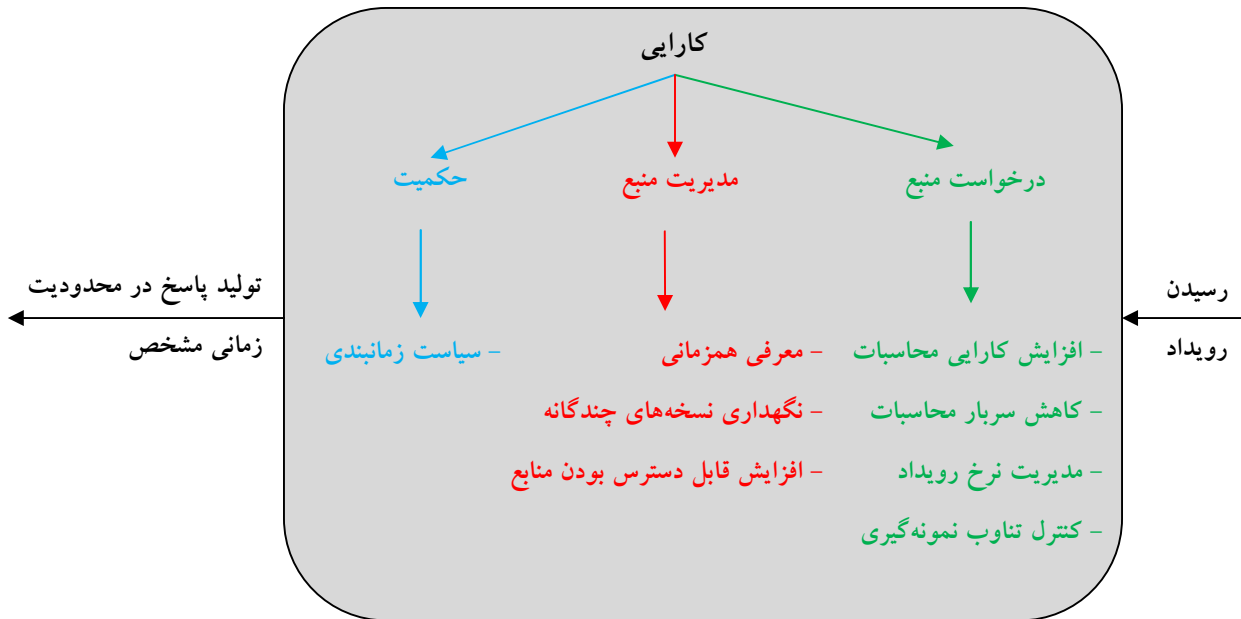 کارایی
درخواست منبع
مدیریت منبع
حکمیت
رسیدن
رویداد
تولید پاسخ در محدودیت
زمانی مشخص
– افزایش کارایی محاسبات
– کاهش سربار محاسبات
– مدیریت نرخ رویداد
– کنترل تناوب نمونه‌گیری
– معرفی همزمانی
– نگهداری نسخه‌های چندگانه
– افزایش قابل دسترس بودن منابع
– سیاست زمانبندی